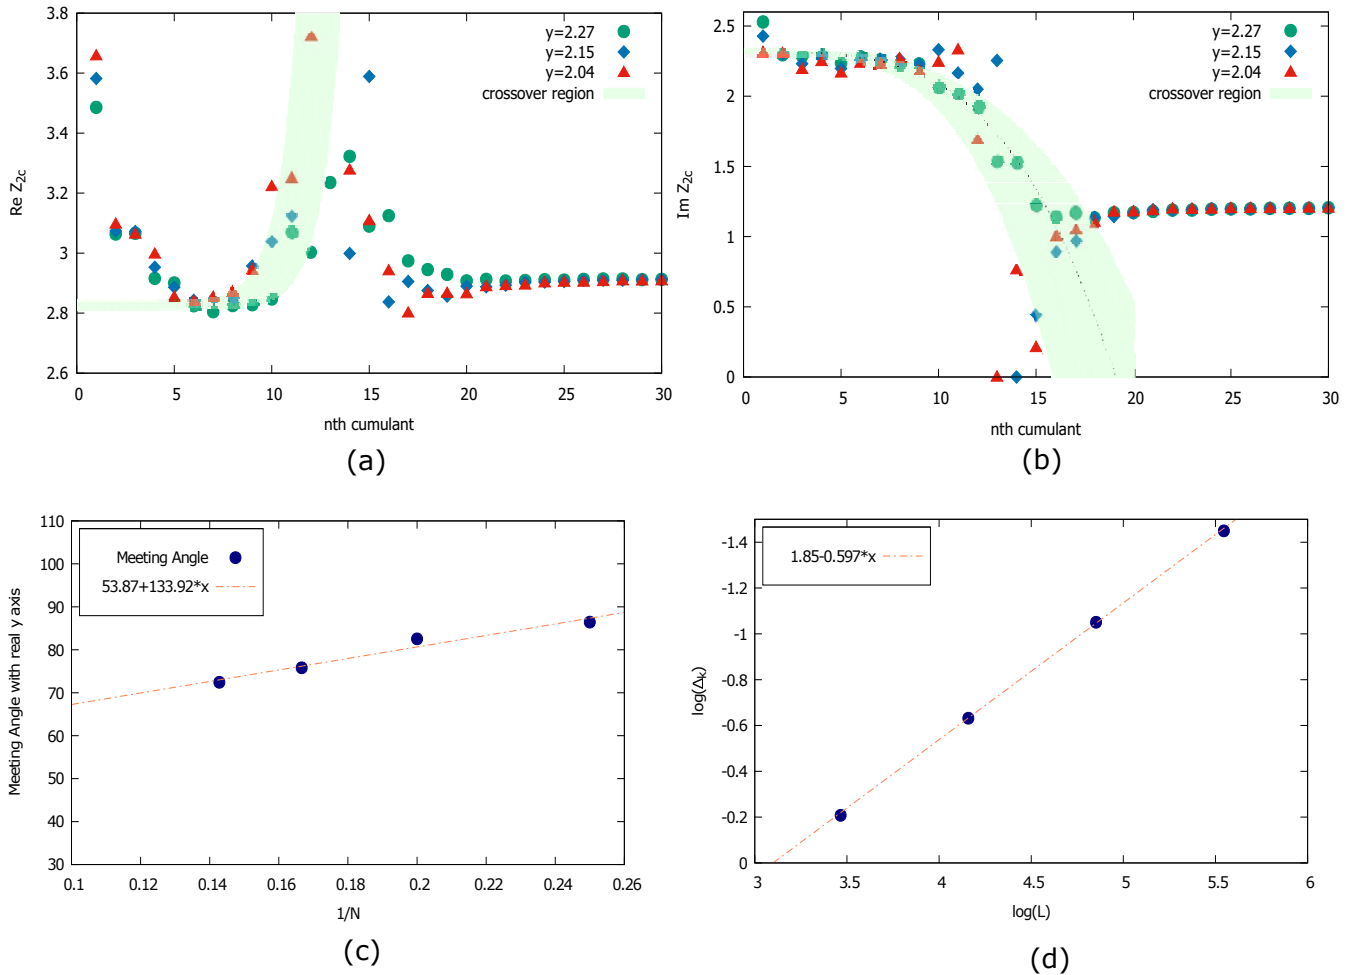 4
3.8
3.6
3.4
3.2
3
2.8
2.6
Re Z2c
y=2.27
y=2.15
y=2.04
crossover region
0 5 10 15 20 25 30
nth cumulant
(a)
2.5
2
1.5
1
0.5
0
Im Z2c
y=2.27
y=2.15
y=2.04
crossover region
0 5 10 15 20 25 30
nth cumulant
(b)
110
100
90
80
70
60
50
40
30
Meeting Angle with real y axis
Meeting Angle
53.87+133.92*x
0.1 0.12 0.14 0.16 0.18 0.2 0.22 0.24 0.26
1/N
(c)
-1.4
-1.2
-1
-0.8
-0.6
-0.4
-0.2
0
log(Δk)
1.85-0.597*x
3 3.5 4 4.5 5 5.5 6
log(L)
(d)